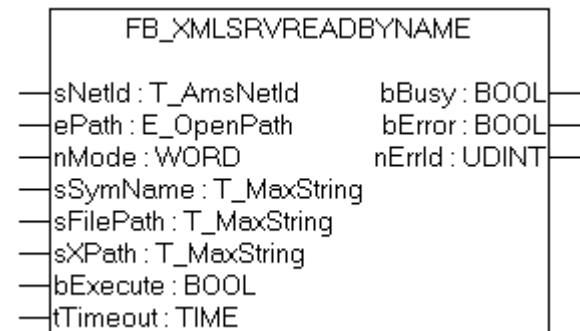 FB_XMLSRVREADBYNAME
sNetId : T_AmsNetId bBusy : BOOL
ePath : E_OpenPath bError : BOOL
nMode : WORD nErrId : UDINT
sSymName : T_MaxString
sFilePath : T_MaxString
sXPath : T_MaxString
bExecute : BOOL
tTimeout : TIME